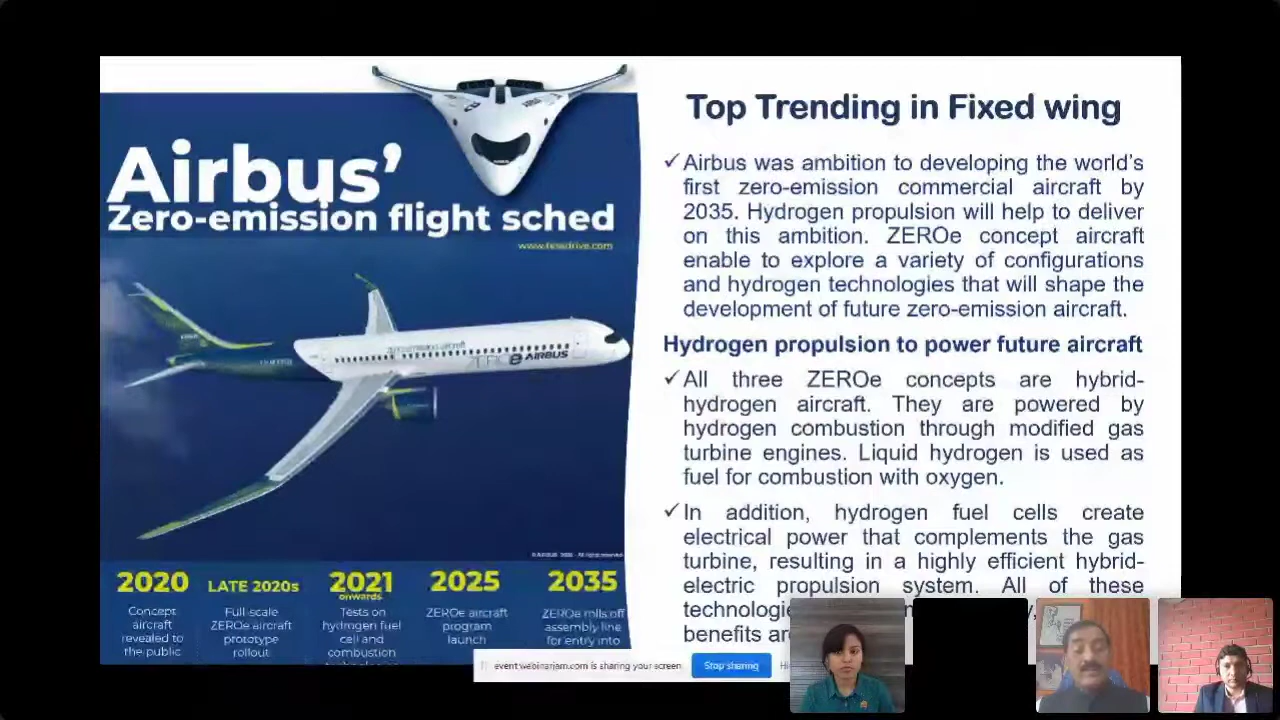 Airbus'
Zero-emission flight sched
Top Trending in Fixed wing
✓Airbus was ambition to developing the world's
first zero-emission commercial aircraft by
2035. Hydrogen propulsion will help to deliver
on this ambition. ZEROe concept aircraft
enable to explore a variety of configurations
and hydrogen technologies that will shape the
development of future zero-emission aircraft.
Hydrogen propulsion to power future aircraft
✓All three ZEROe concepts are hybrid-
hydrogen aircraft. They are powered by
hydrogen combustion through modified gas
turbine engines. Liquid hydrogen is used as
fuel for combustion with oxygen.
✓In addition, hydrogen fuel cells create
electrical power that complements the gas
turbine, resulting in a highly efficient hybrid-
electric propulsion system. All of these
benefits
AIRBUS
2020
Concept
aircraft
revealed to
the public
LATE 2020s
Full-scale
ZEROe aircraft
prototype
rollout
2021
onwards
Tests on
hydrogen fuel
cell and
combustion
2025
ZEROe aircraft
program
launch
2035
ZEROe rolls off
assembly line
for entry into
event.webinarjam.com is sharing your screen.
Stop sharing